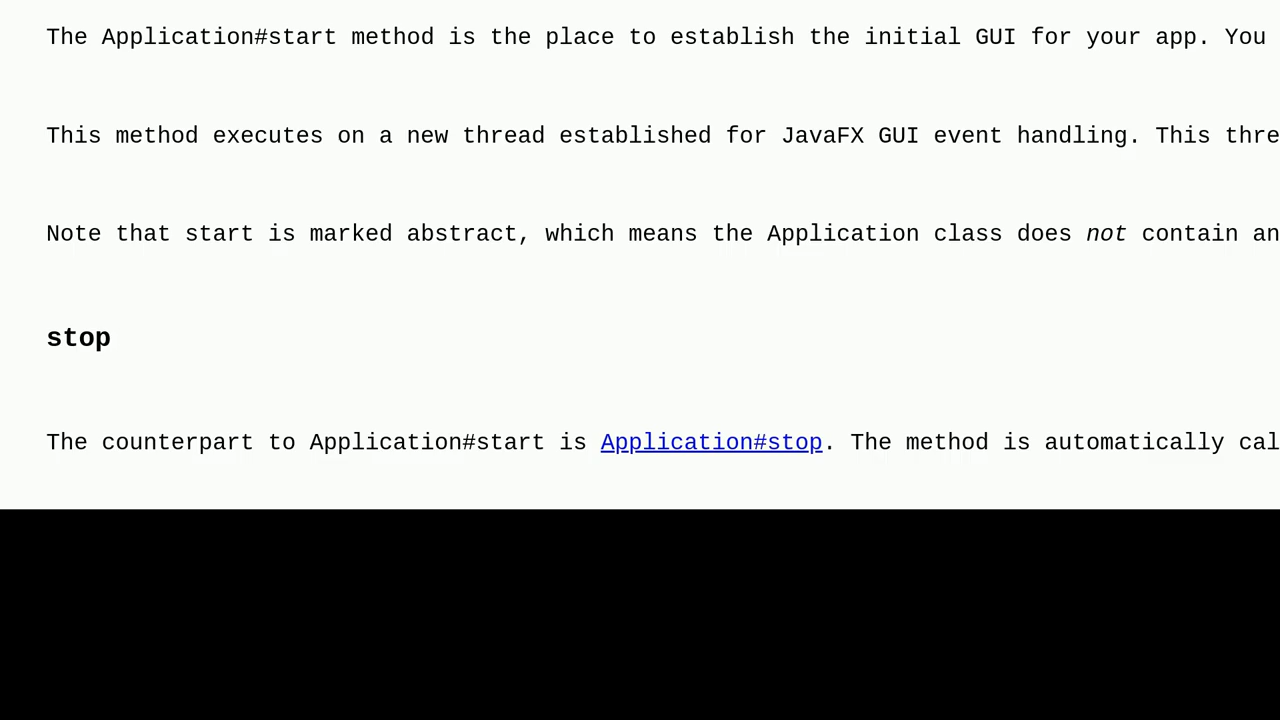 The Application#start method is the place to establish the initial GUI for your app. You
This method executes on a new thread established for JavaFX GUI event handling. This thre
Note that start is marked abstract, which means the Application class does not contain an
stop
The counterpart to Application#start is Application#stop. The method is automatically cal